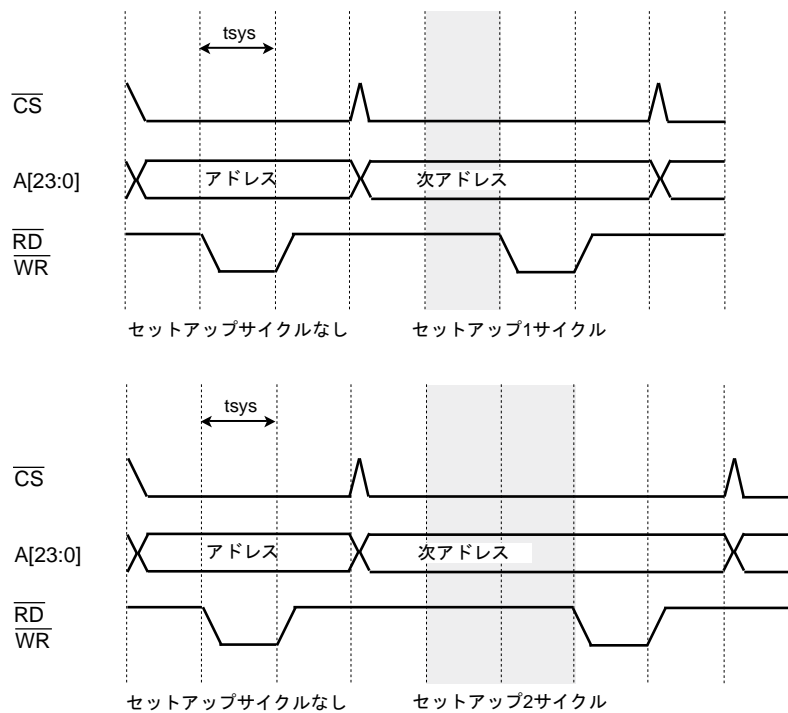 tsys
CS
A[23:0] アドレス 次アドレス
RD
WR
セットアップサイクルなし セットアップ1サイクル
tsys
CS
A[23:0] アドレス 次アドレス
RD
WR
セットアップサイクルなし セットアップ2サイクル